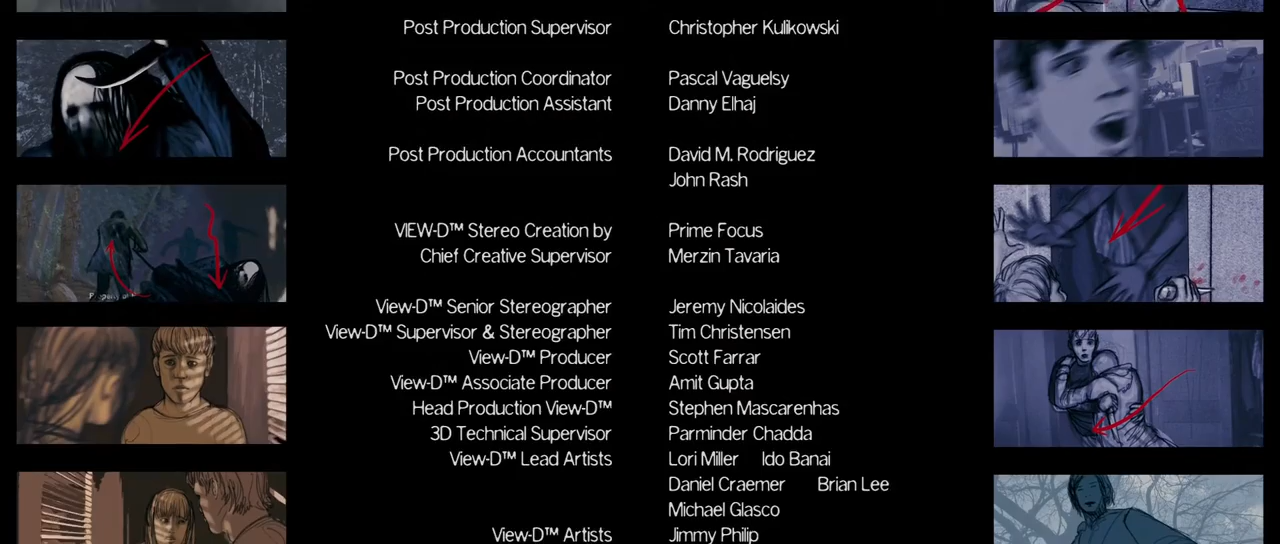 Post Production Supervisor Christopher Kulikowski
Post Production Coordinator Pascal Vaguelsy
Post Production Assistant Danny Elhaj
Post Production Accountants David M. Rodriguez
John Rash
VIEW-D™ Stereo Creation by Prime Focus
Chief Creative Supervisor Merzin Tavaria
View-D™ Senior Stereographer Jeremy Nicolaides
View-D™ Supervisor & Stereographer Tim Christensen
View-D™ Producer Scott Farrar
View-D™ Associate Producer Amit Gupta
Head Production View-D™ Stephen Mascarenhas
3D Technical Supervisor Parminder Chadda
View-D™ Lead Artists Lori Miller Ido Banai
Daniel Craemer Brian Lee
Michael Glasco
View-D™ Artists Jimmy Philip